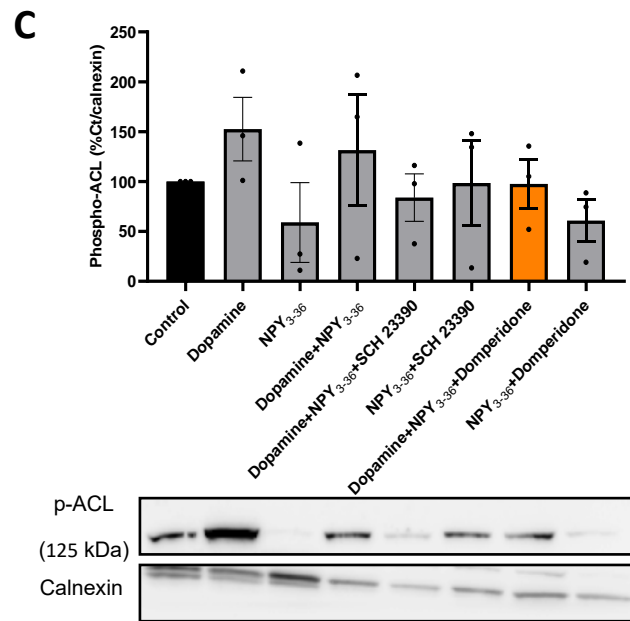 C
250
200
150
100
50
0
Phospho-ACL (%Ct/calnexin)
Control
Dopamine
NPY₃₋₃₆
Dopamine+NPY₃₋₃₆
Dopamine+NPY₃₋₃₆+SCH 23390
NPY₃₋₃₆+SCH 23390
Dopamine+NPY₃₋₃₆+Domperidone
NPY₃₋₃₆+Domperidone
p-ACL
(125 kDa)
Calnexin